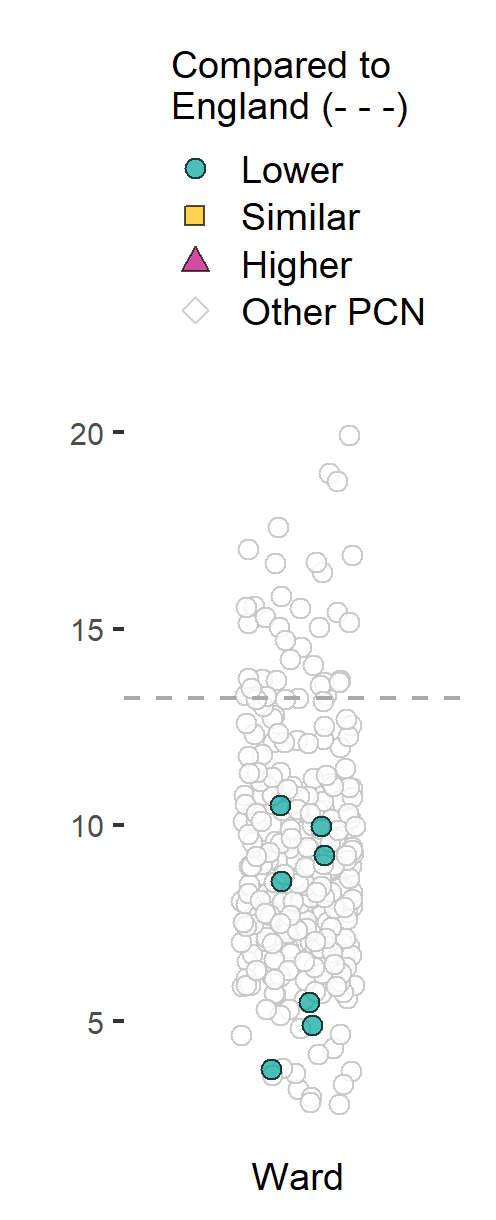 Compared to
England (- - -)
Lower
Similar
Higher
Other PCN
20
15
10
5
Ward